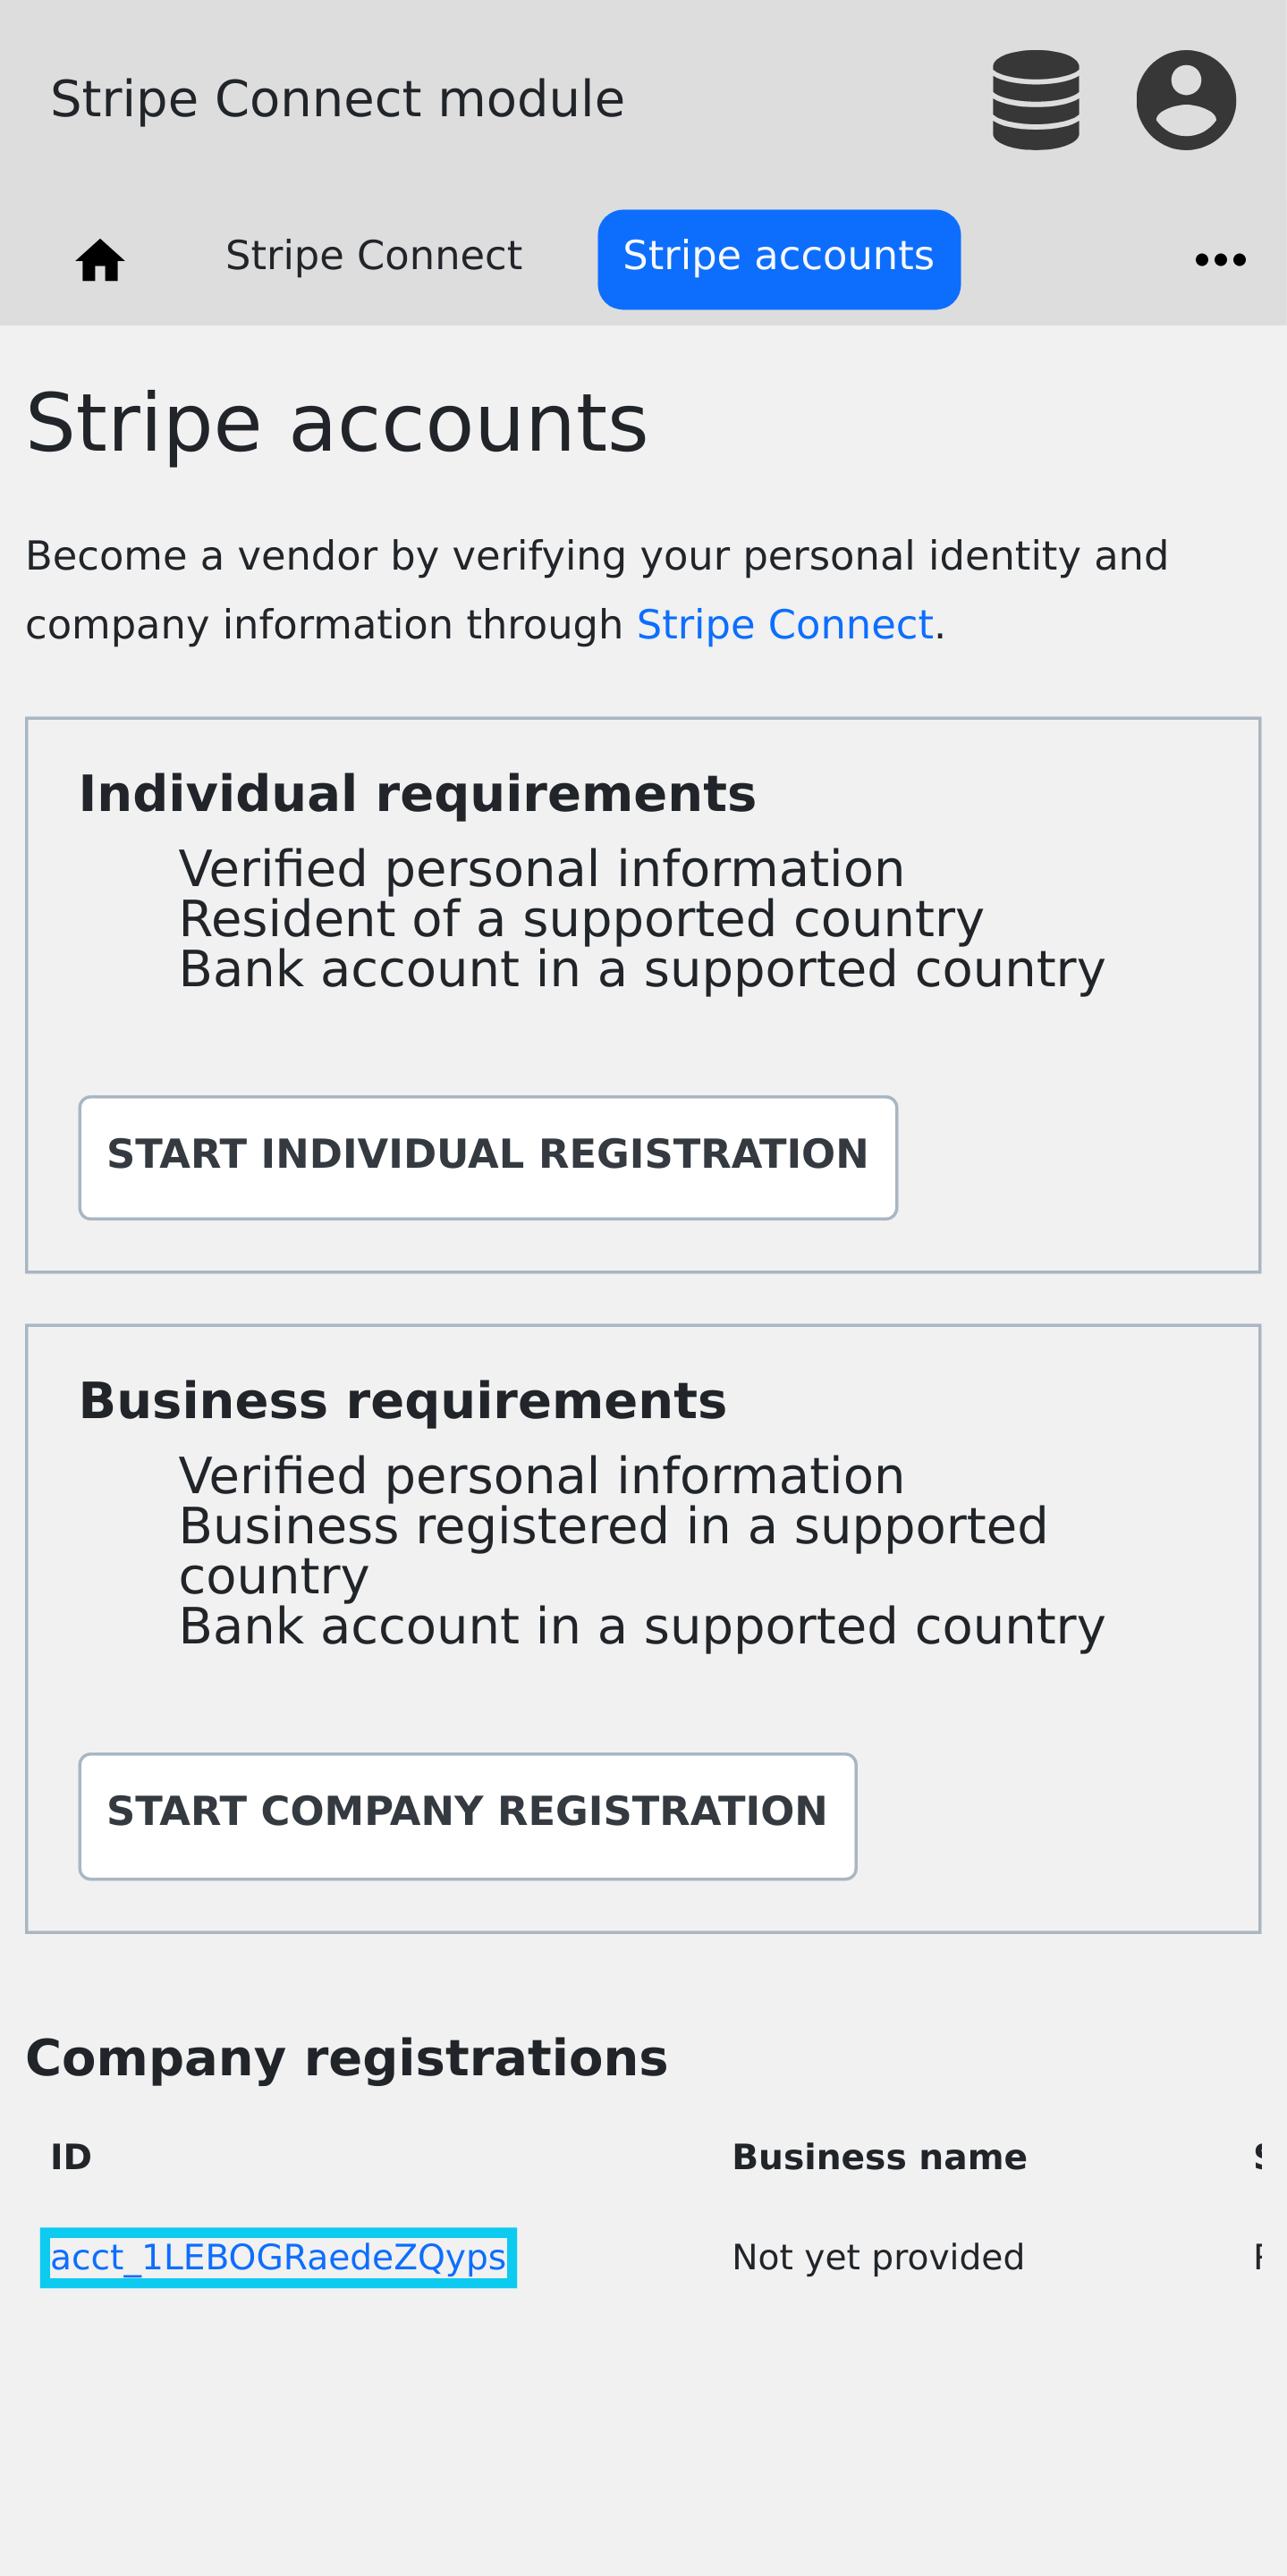 Stripe Connect module
Stripe Connect
Stripe accounts
Stripe accounts
Become a vendor by verifying your personal identity and
company information through Stripe Connect.
Individual requirements
Verified personal information
Resident of a supported country
Bank account in a supported country
START INDIVIDUAL REGISTRATION
Business requirements
Verified personal information
Business registered in a supported
country
Bank account in a supported country
START COMPANY REGISTRATION
Company registrations
ID Business name
acct_1LEBOGRaedeZQyps Not yet provided